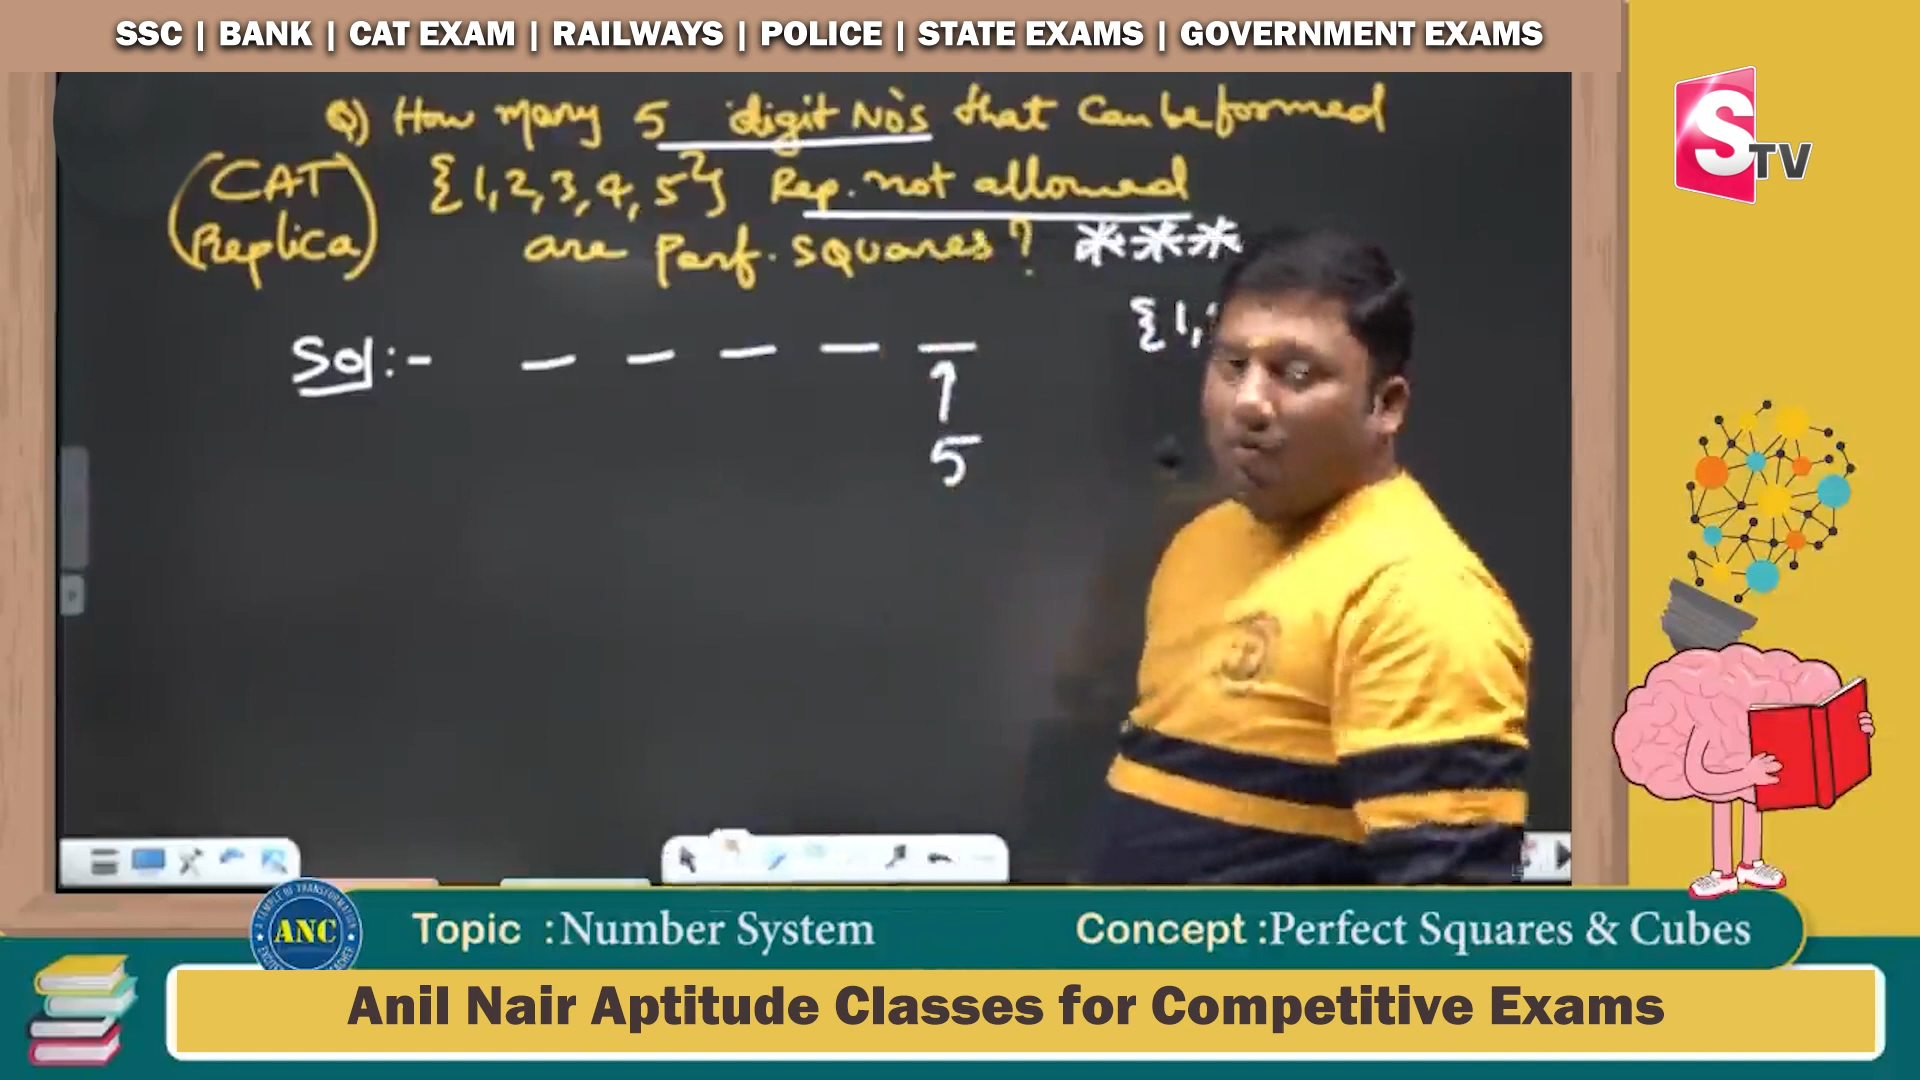 SSC | BANK | CAT EXAM | RAILWAYS | POLICE | STATE EXAMS | GOVERNMENT EXAMS
STV
Q) How many 5 digit No's that can be formed
(CAT Replica)
{1,2,3,4,5} Rep. not allowed
are Perf. Squares? ***
{1,
Sol:- _ _ _ _ _
↑
5
ANC
Topic : Number System
Concept : Perfect Squares & Cubes
Anil Nair Aptitude Classes for Competitive Exams